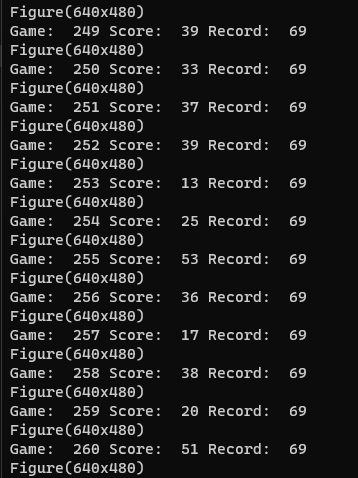 Figure(640x480)
Game:  249 Score:  39 Record:  69
Figure(640x480)
Game:  250 Score:  33 Record:  69
Figure(640x480)
Game:  251 Score:  37 Record:  69
Figure(640x480)
Game:  252 Score:  39 Record:  69
Figure(640x480)
Game:  253 Score:  13 Record:  69
Figure(640x480)
Game:  254 Score:  25 Record:  69
Figure(640x480)
Game:  255 Score:  53 Record:  69
Figure(640x480)
Game:  256 Score:  36 Record:  69
Figure(640x480)
Game:  257 Score:  17 Record:  69
Figure(640x480)
Game:  258 Score:  38 Record:  69
Figure(640x480)
Game:  259 Score:  20 Record:  69
Figure(640x480)
Game:  260 Score:  51 Record:  69
Figure(640x480)